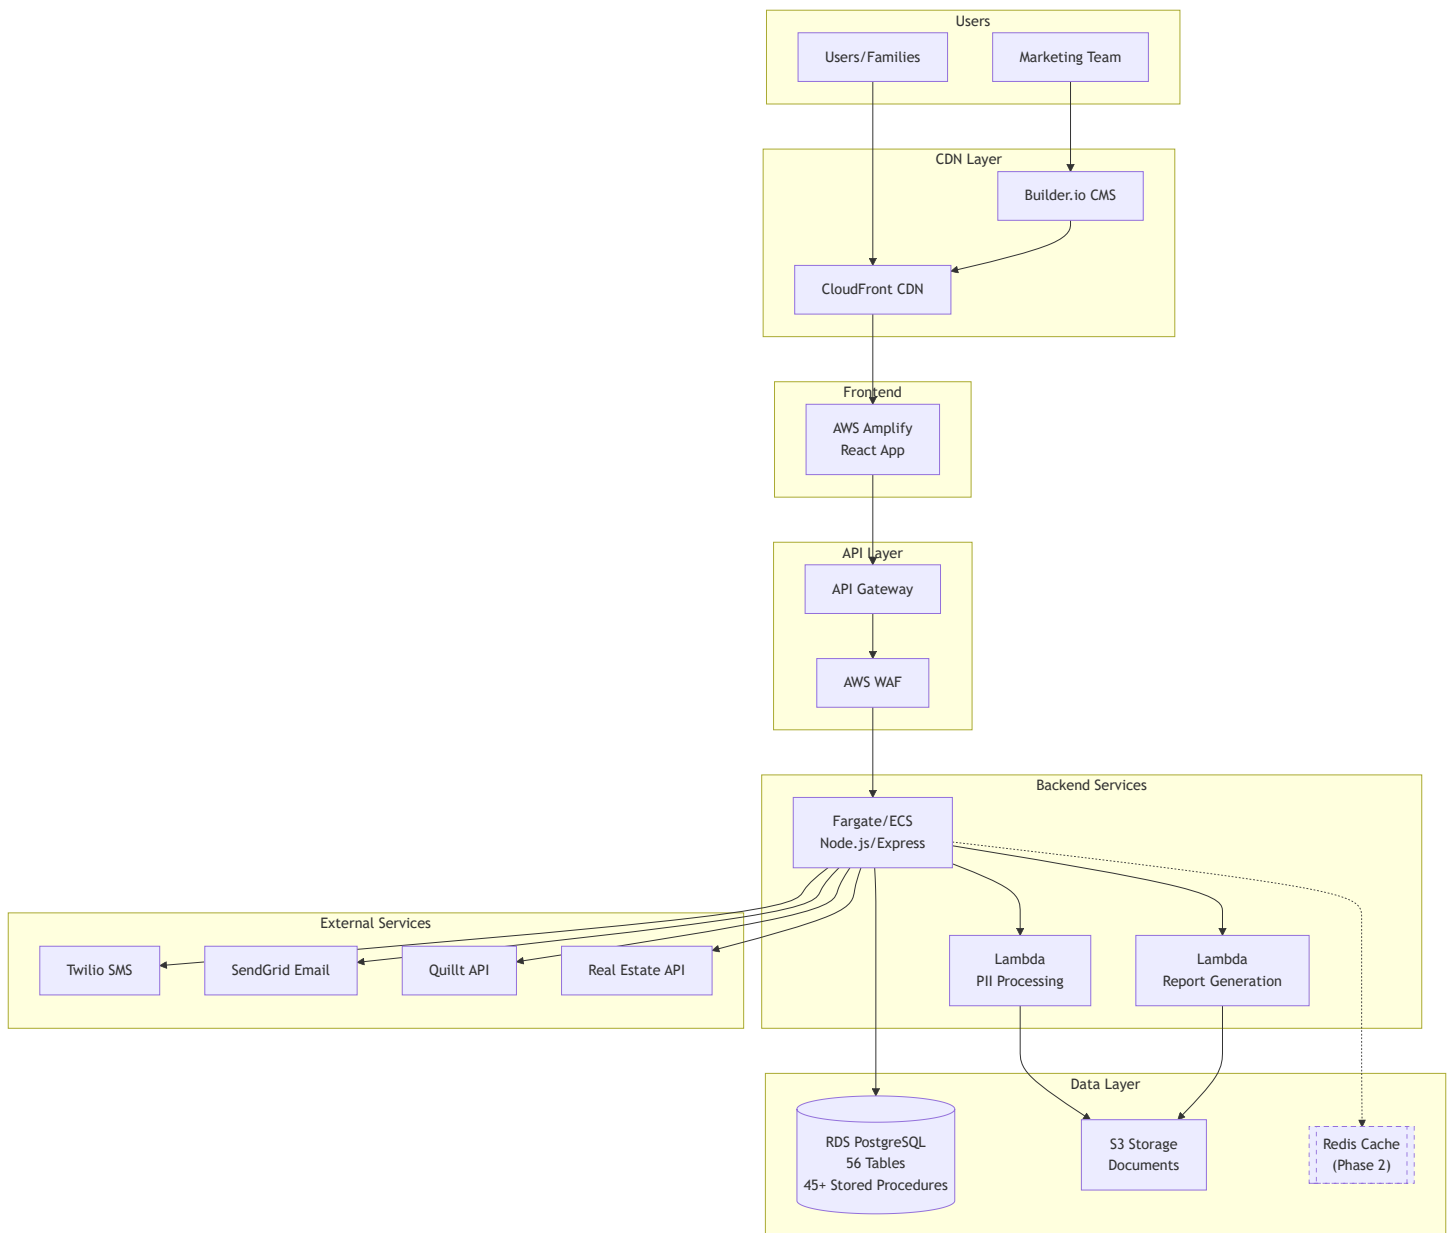 Users
Users/Families
Marketing Team
CDN Layer
Builder.io CMS
CloudFront CDN
Frontend
AWS Amplify
React App
API Layer
API Gateway
AWS WAF
Backend Services
Fargate/ECS
Node.js/Express
External Services
Twilio SMS
SendGrid Email
Quillt API
Real Estate API
Lambda
PII Processing
Lambda
Report Generation
Data Layer
RDS PostgreSQL
56 Tables
45+ Stored Procedures
S3 Storage
Documents
Redis Cache
(Phase 2)